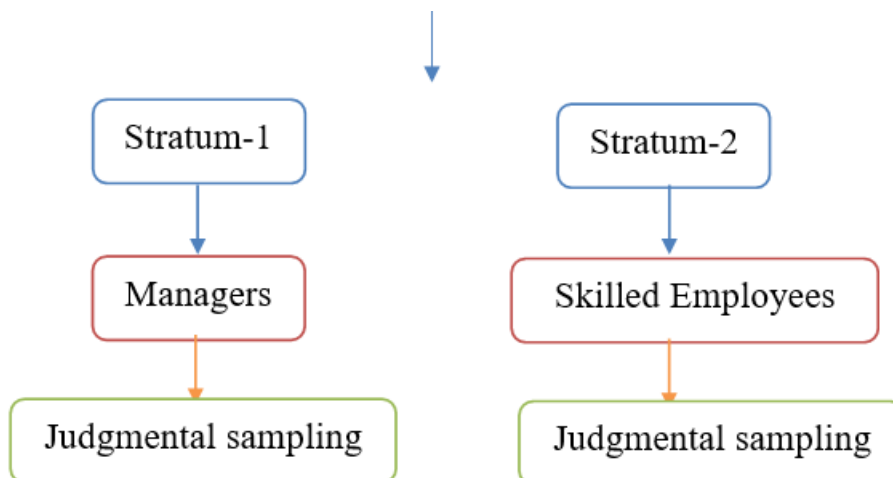 Stratum-1
Stratum-2
Managers
Skilled Employees
Judgmental sampling
Judgmental sampling